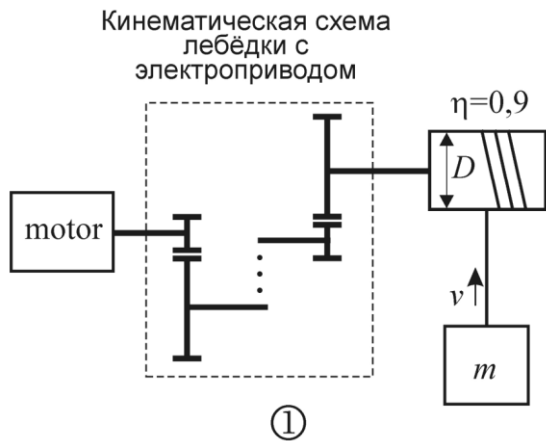 Кинематическая схема
лебёдки с
электроприводом
η=0,9
D
motor
v
m
①